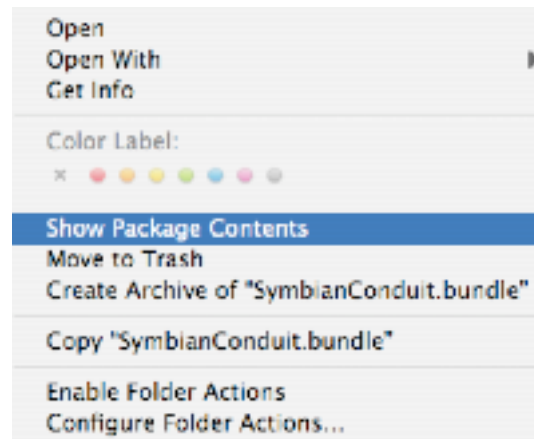 Open
Open With
Get Info
Color Label:
×
Show Package Contents
Move to Trash
Create Archive of "SymbianConduit.bundle"
Copy "SymbianConduit.bundle"
Enable Folder Actions
Configure Folder Actions...